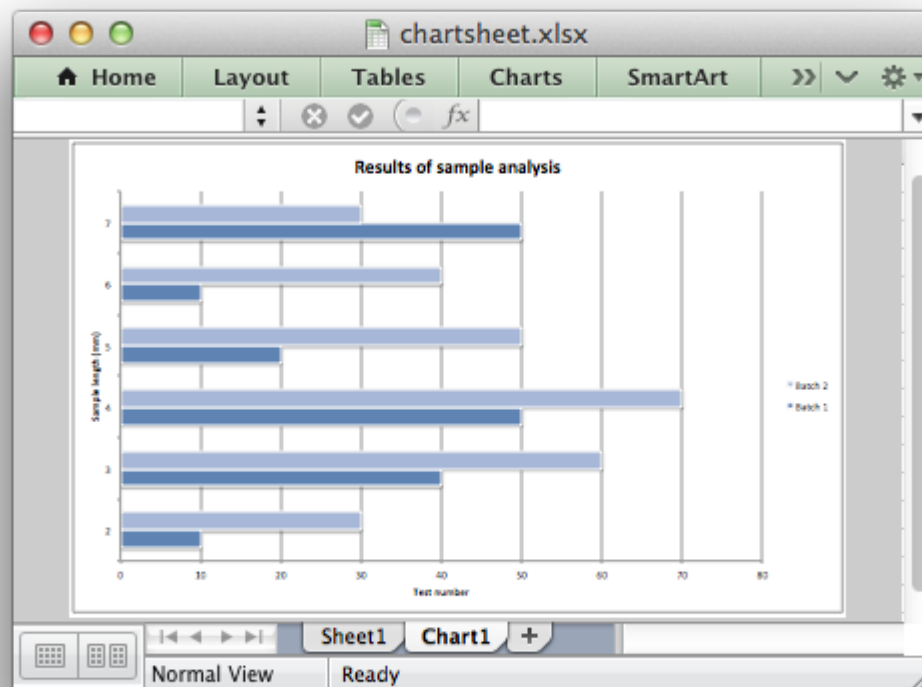 chartsheet.xlsx
Home Layout Tables Charts SmartArt
fx
Results of sample analysis
7
6
5
4
3
2
Sample length (mm)
Batch 2
Batch 1
0 10 20 30 40 50 60 70 80
Test number
Sheet1 Chart1 +
Normal View Ready